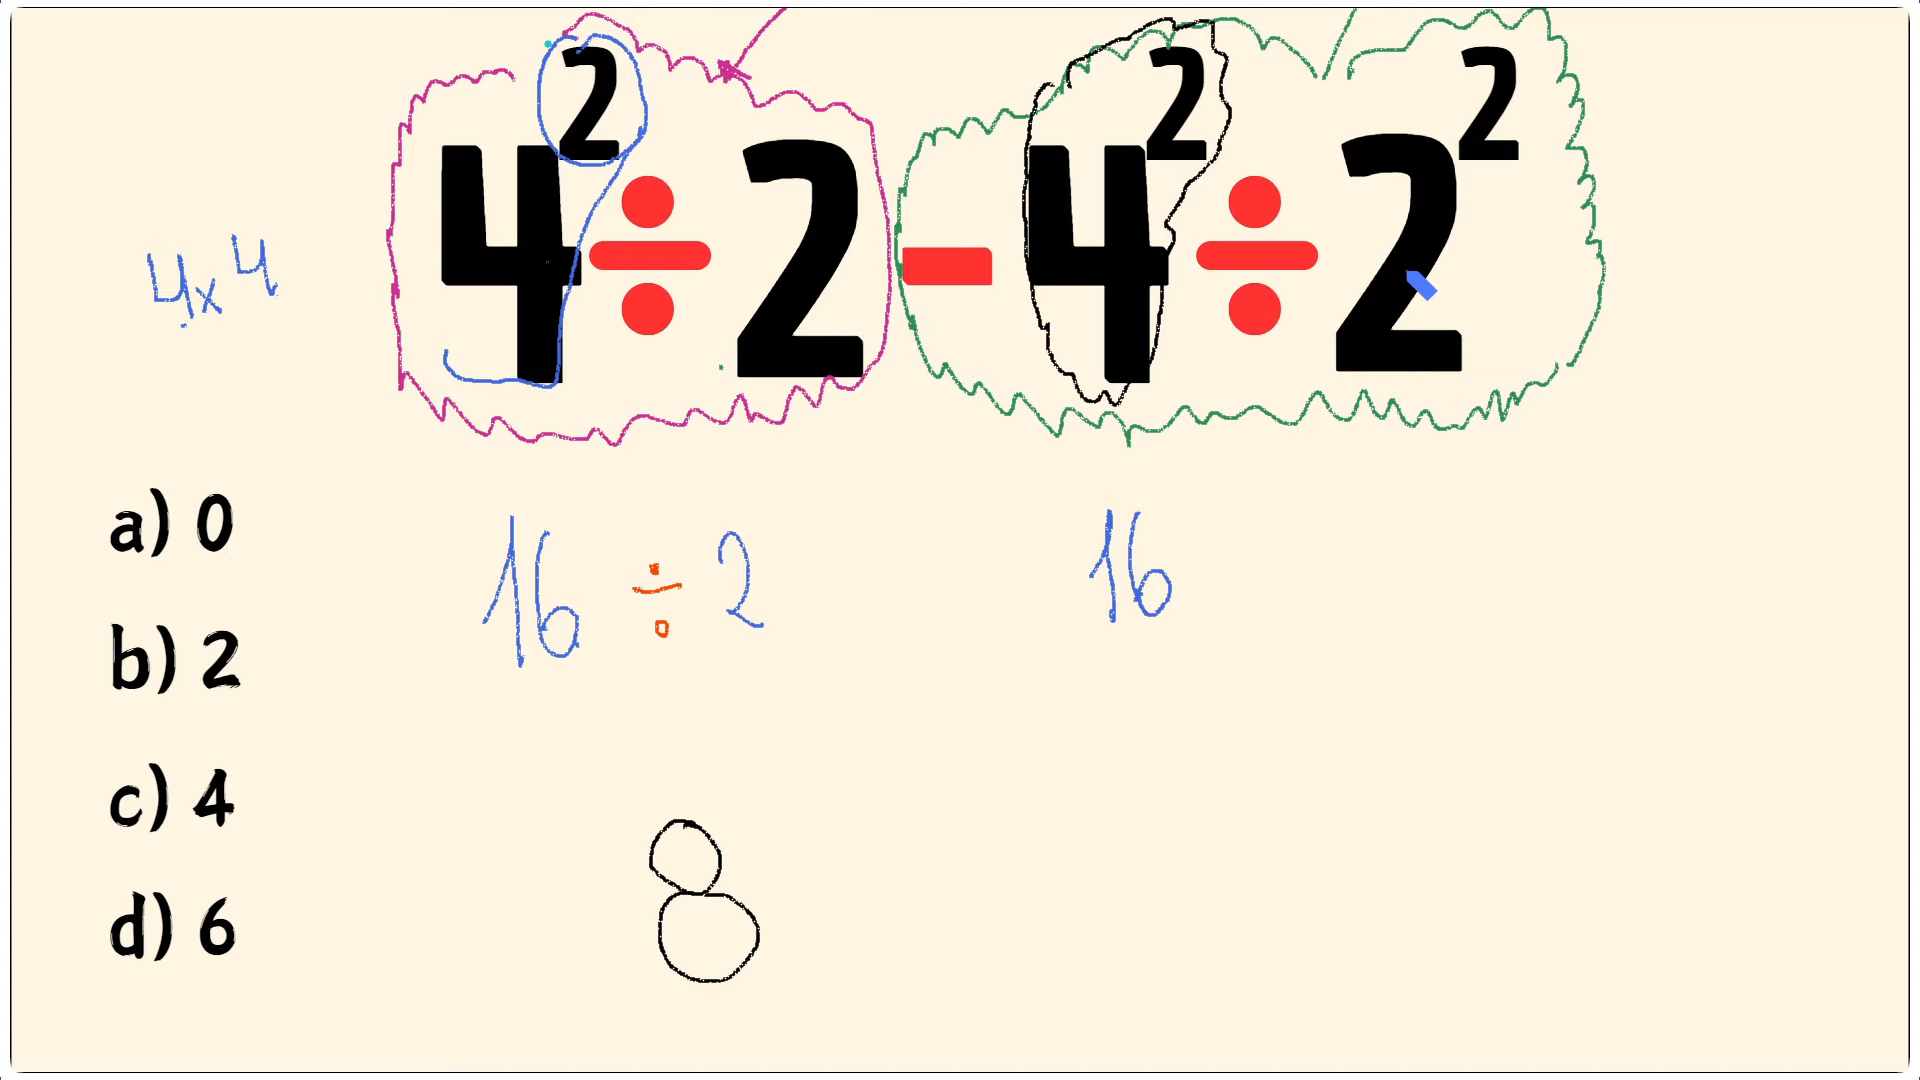 4² ÷ 2 - 4² ÷ 2²
4x4
a) 0
16 ÷ 2
16
b) 2
c) 4
8
d) 6